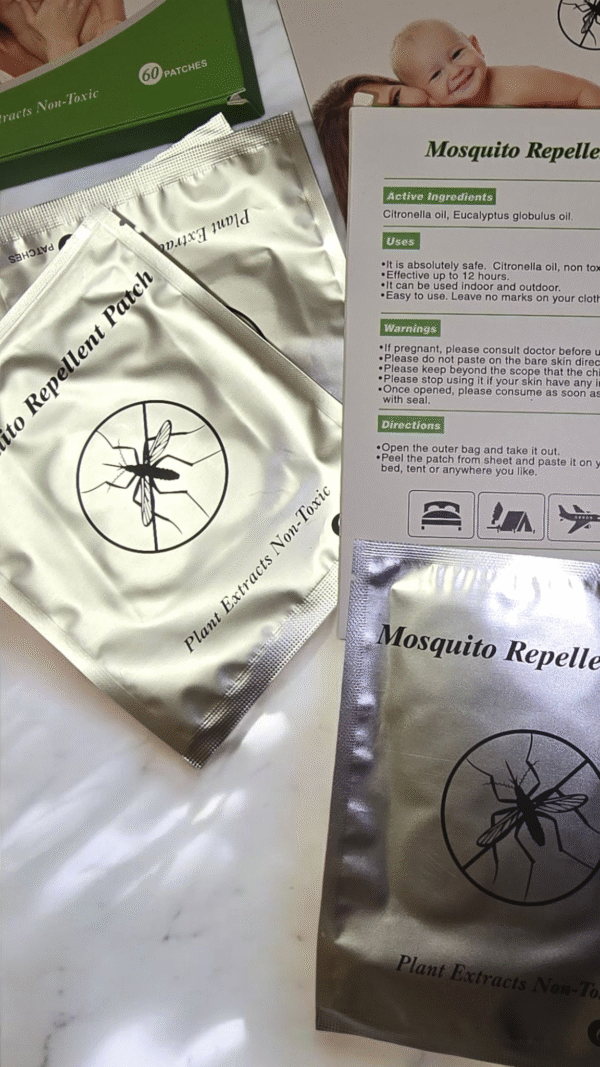 60 PATCHES
tracts Non-Toxic
Plant Extrac
PATCHES
ito Repellent Patch
Plant Extracts Non-Toxic
Mosquito Repelle
Active Ingredients
Citronella oil, Eucalyptus globulus oil.
Uses
•It is absolutely safe. Citronella oil, non tox
•Effective up to 12 hours.
•It can be used indoor and outdoor.
•Easy to use. Leave no marks on your cloth
Warnings
•If pregnant, please consult doctor before u
•Please do not paste on the bare skin direc
•Please keep beyond the scope that the chi
•Please stop using it if your skin have any i
•Once opened, please consume as soon as
with seal.
Directions
•Open the outer bag and take it out.
•Peel the patch from sheet and paste it on y
bed, tent or anywhere you like.
Mosquito Repelle
Plant Extracts Non-To